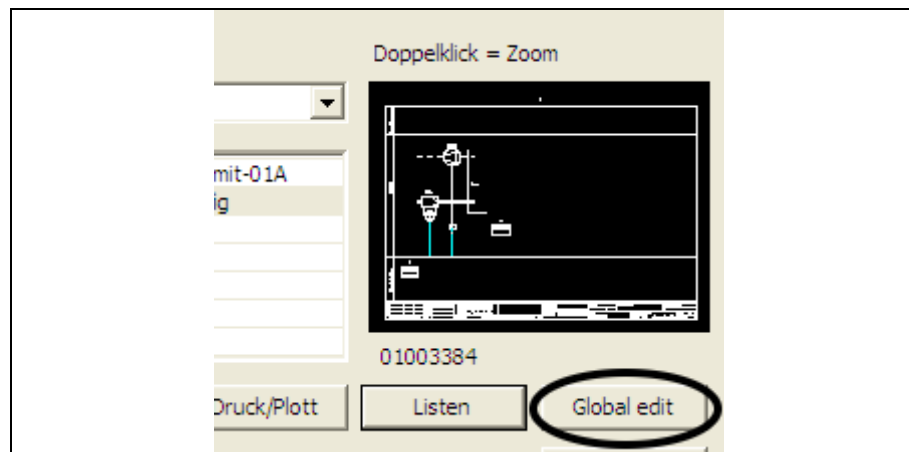 Doppelklick = Zoom
mit-01A
ig
01003384
Druck/Plott
Listen
Global edit